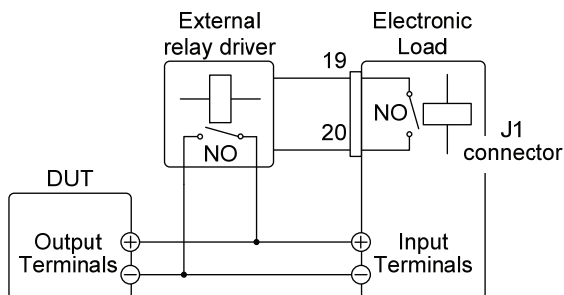 External
relay driver
Electronic
Load
19
NO
20
NO
J1
connector
DUT
Output
Terminals
+
−
+
−
Input
Terminals